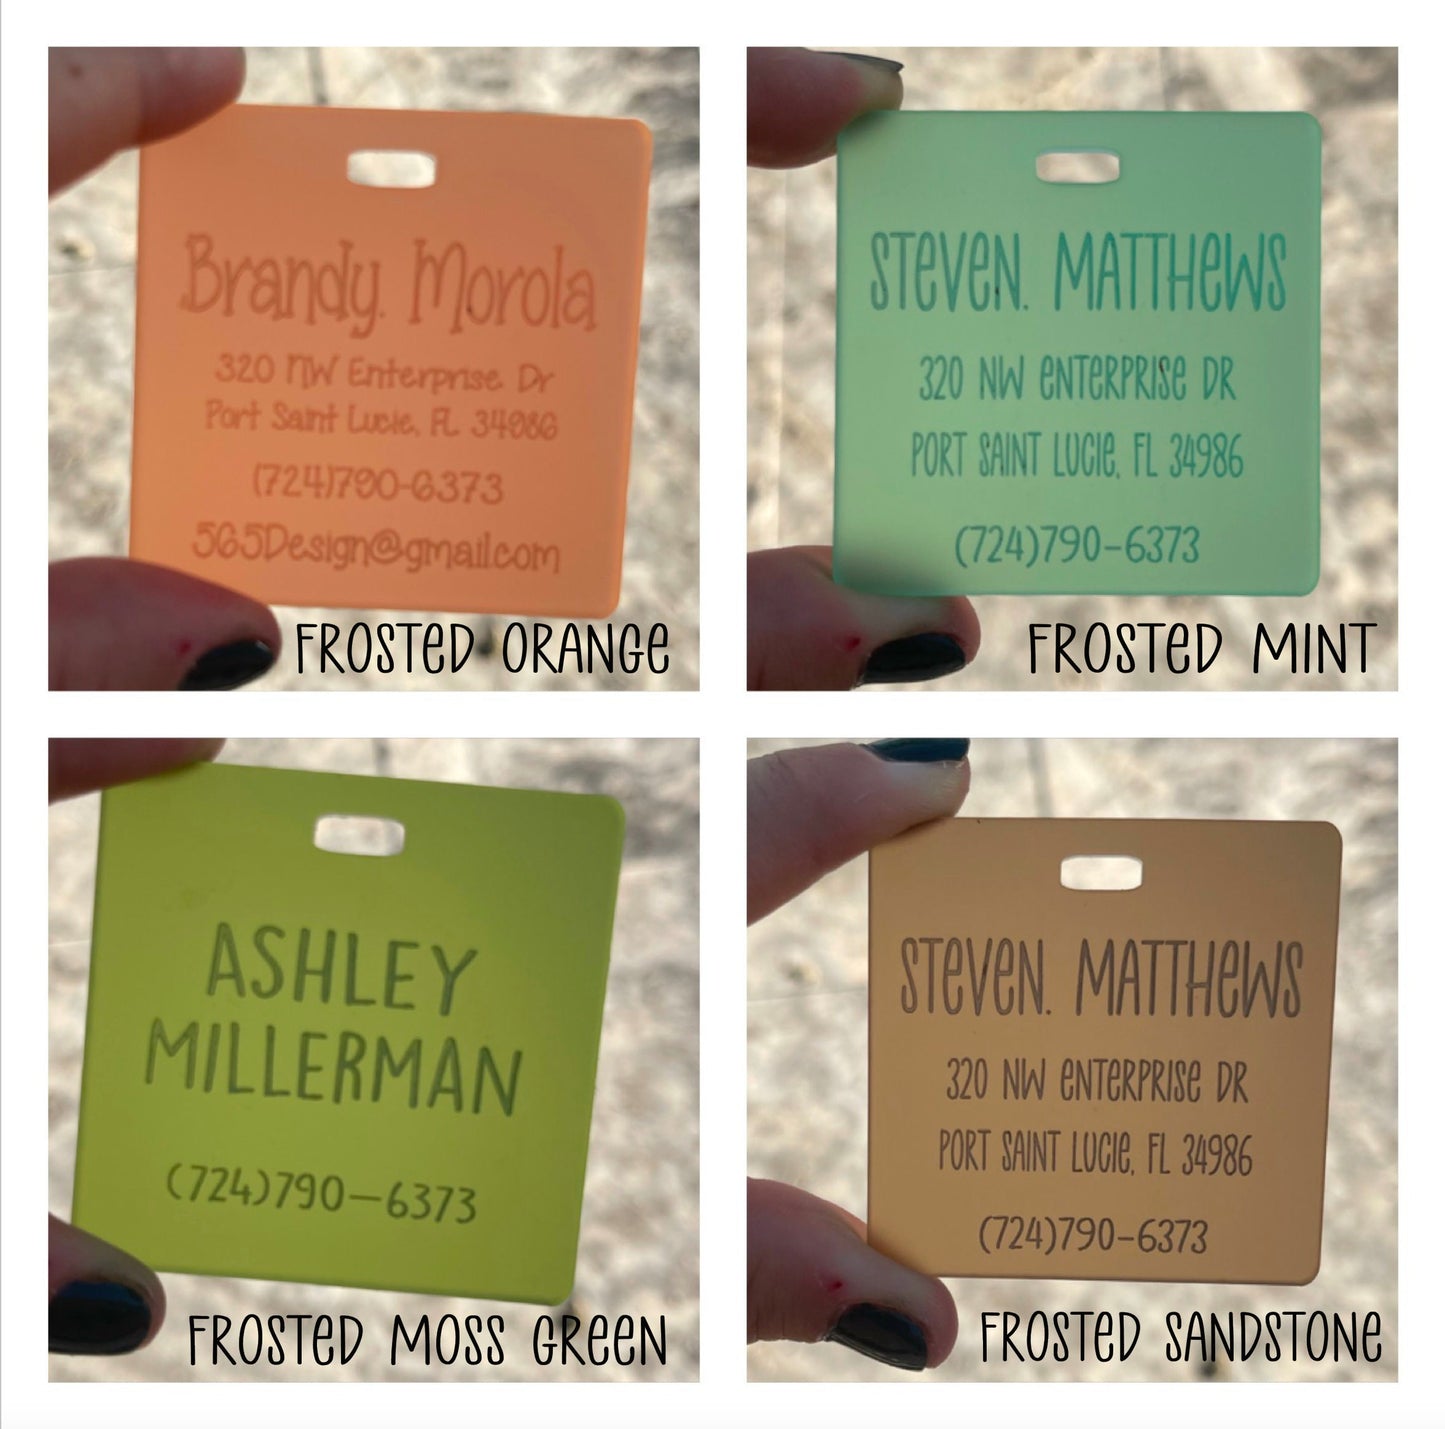 Brandy. Morola
320 NW Enterprise Dr
Port Saint Lucie, FL 34986
(724)790-6373
565Design@gmail.com
FROSTED ORANGE
STEVEN. MATTHEWS
320 NW ENTERPRISE DR
PORT SAINT LUCIE, FL 34986
(724)790-6373
FROSTED MINT
ASHLEY
MILLERMAN
(724)790-6373
FROSTED MOSS GREEN
STEVEN. MATTHEWS
320 NW ENTERPRISE DR
PORT SAINT LUCIE, FL 34986
(724)790-6373
FROSTED SANDSTONE